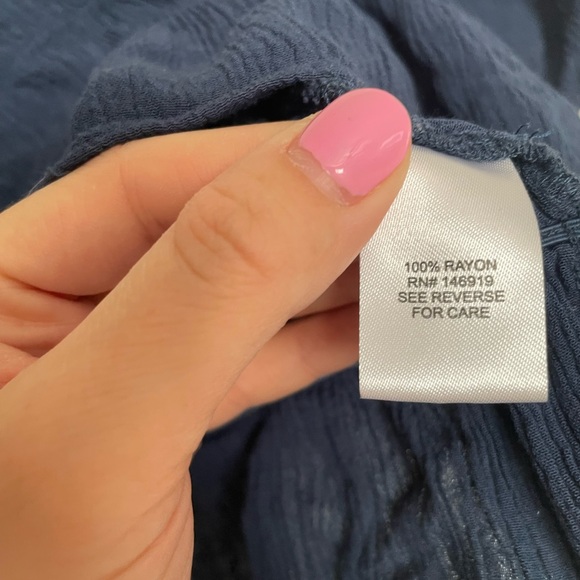 100% RAYON
RN# 146919
SEE REVERSE
FOR CARE